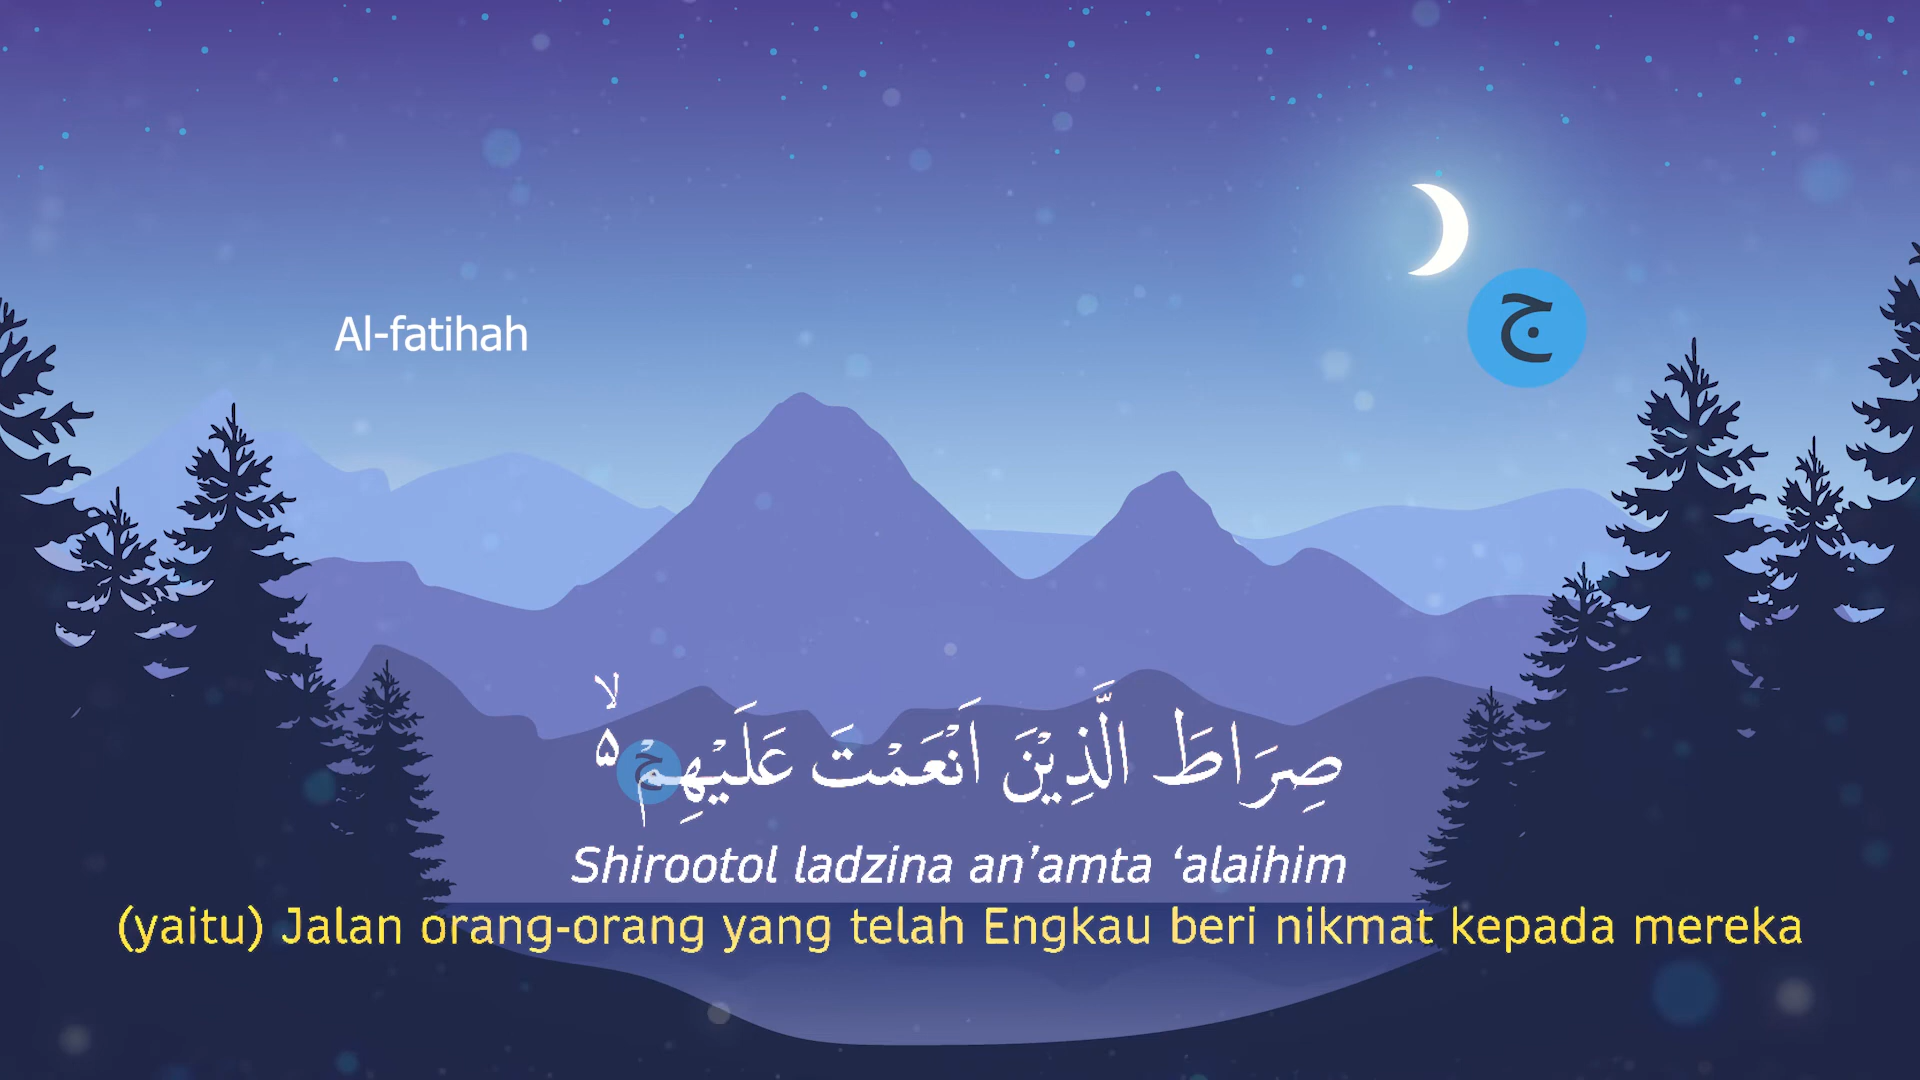 Al-fatihah
ج
صِرَاطَ الَّذِيْنَ اَنْعَمْتَ عَلَيْهِمْ ۙ۵
ج
Shirootol ladzina an’amta ‘alaihim
(yaitu) Jalan orang-orang yang telah Engkau beri nikmat kepada mereka